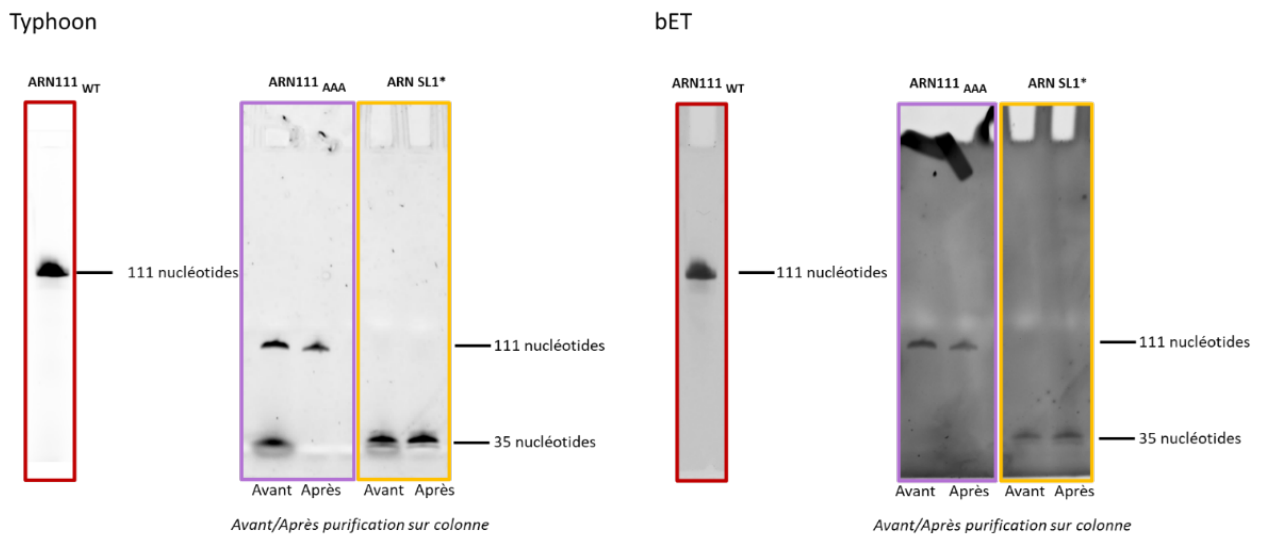 Typhoon
ARN111 WT
ARN111 AAA
ARN SL1*
111 nucléotides
111 nucléotides
35 nucléotides
Avant Après Avant Après
Avant/Après purification sur colonne
bET
ARN111 WT
ARN111 AAA
ARN SL1*
111 nucléotides
111 nucléotides
35 nucléotides
Avant Après Avant Après
Avant/Après purification sur colonne